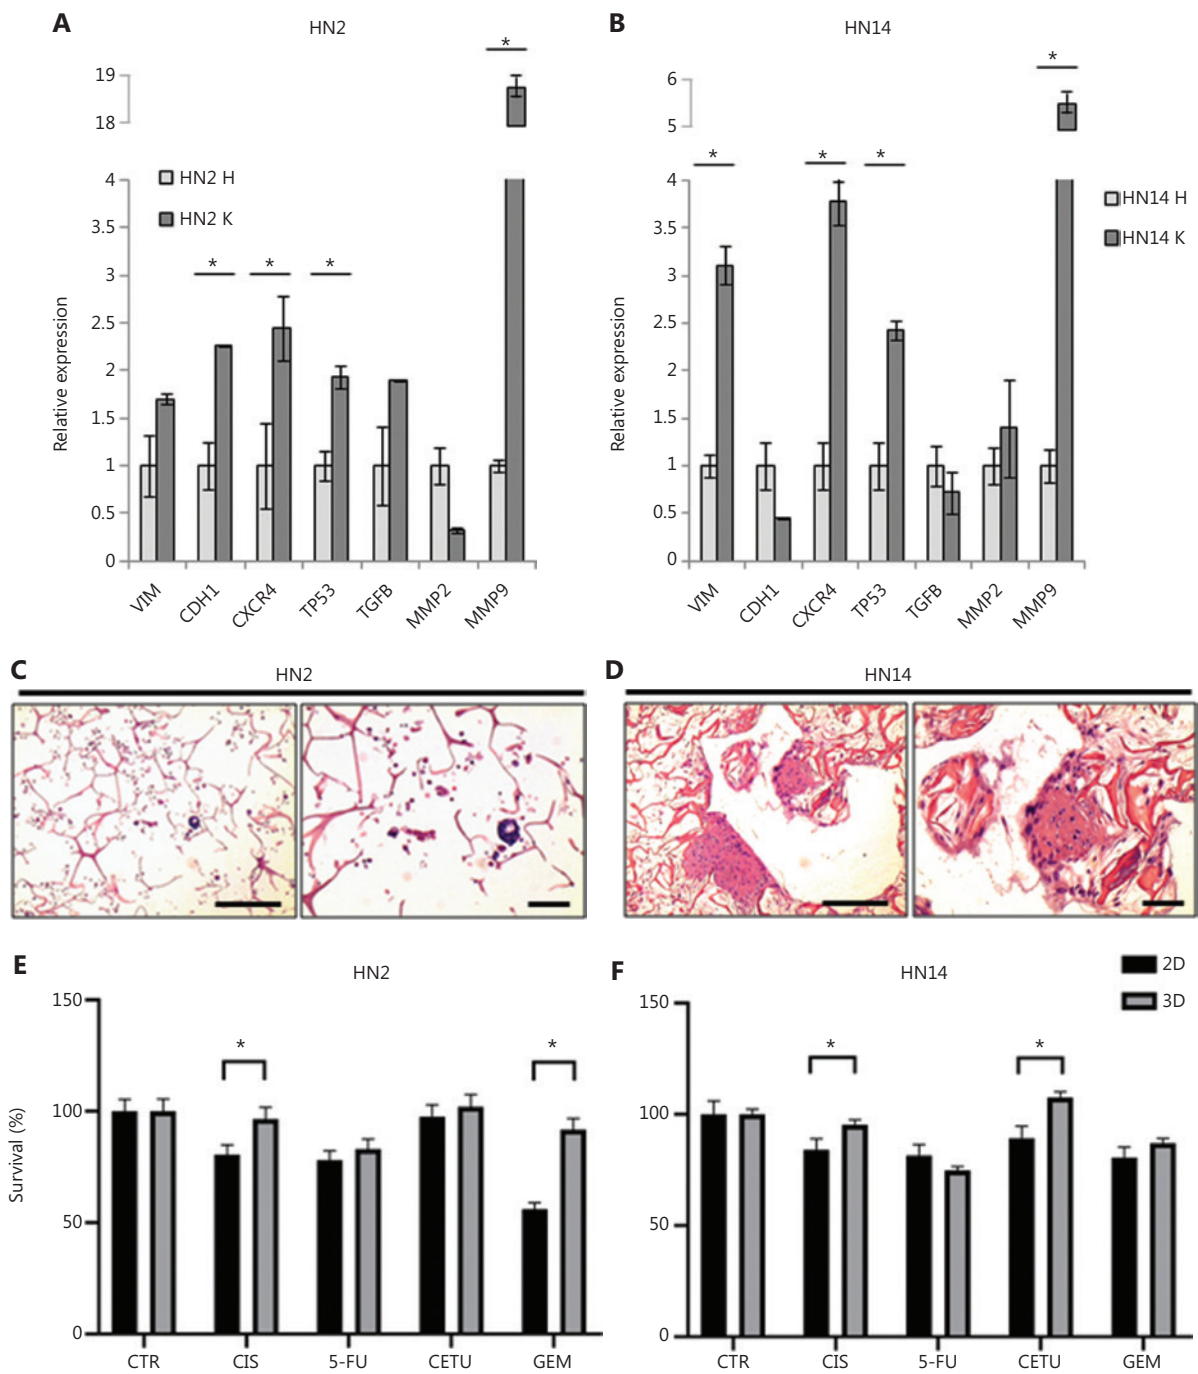 A
HN2
*
19
18
4
3.5
3
2.5
2
1.5
1
0.5
0
Relative expression
HN2 H
HN2 K
* * *
VIM CDH1 CXCR4 TP53 TGFB MMP2 MMP9
B
HN14
*
6
5
* * *
4
3.5
3
2.5
2
1.5
1
0.5
0
Relative expression
HN14 H
HN14 K
VIM CDH1 CXCR4 TP53 TGFB MMP2 MMP9
C
HN2
D
HN14
E
HN2
150
100
50
0
Survival (%)
* *
CTR CIS 5-FU CETU GEM
F
HN14
2D
3D
150
100
50
0
* *
CTR CIS 5-FU CETU GEM